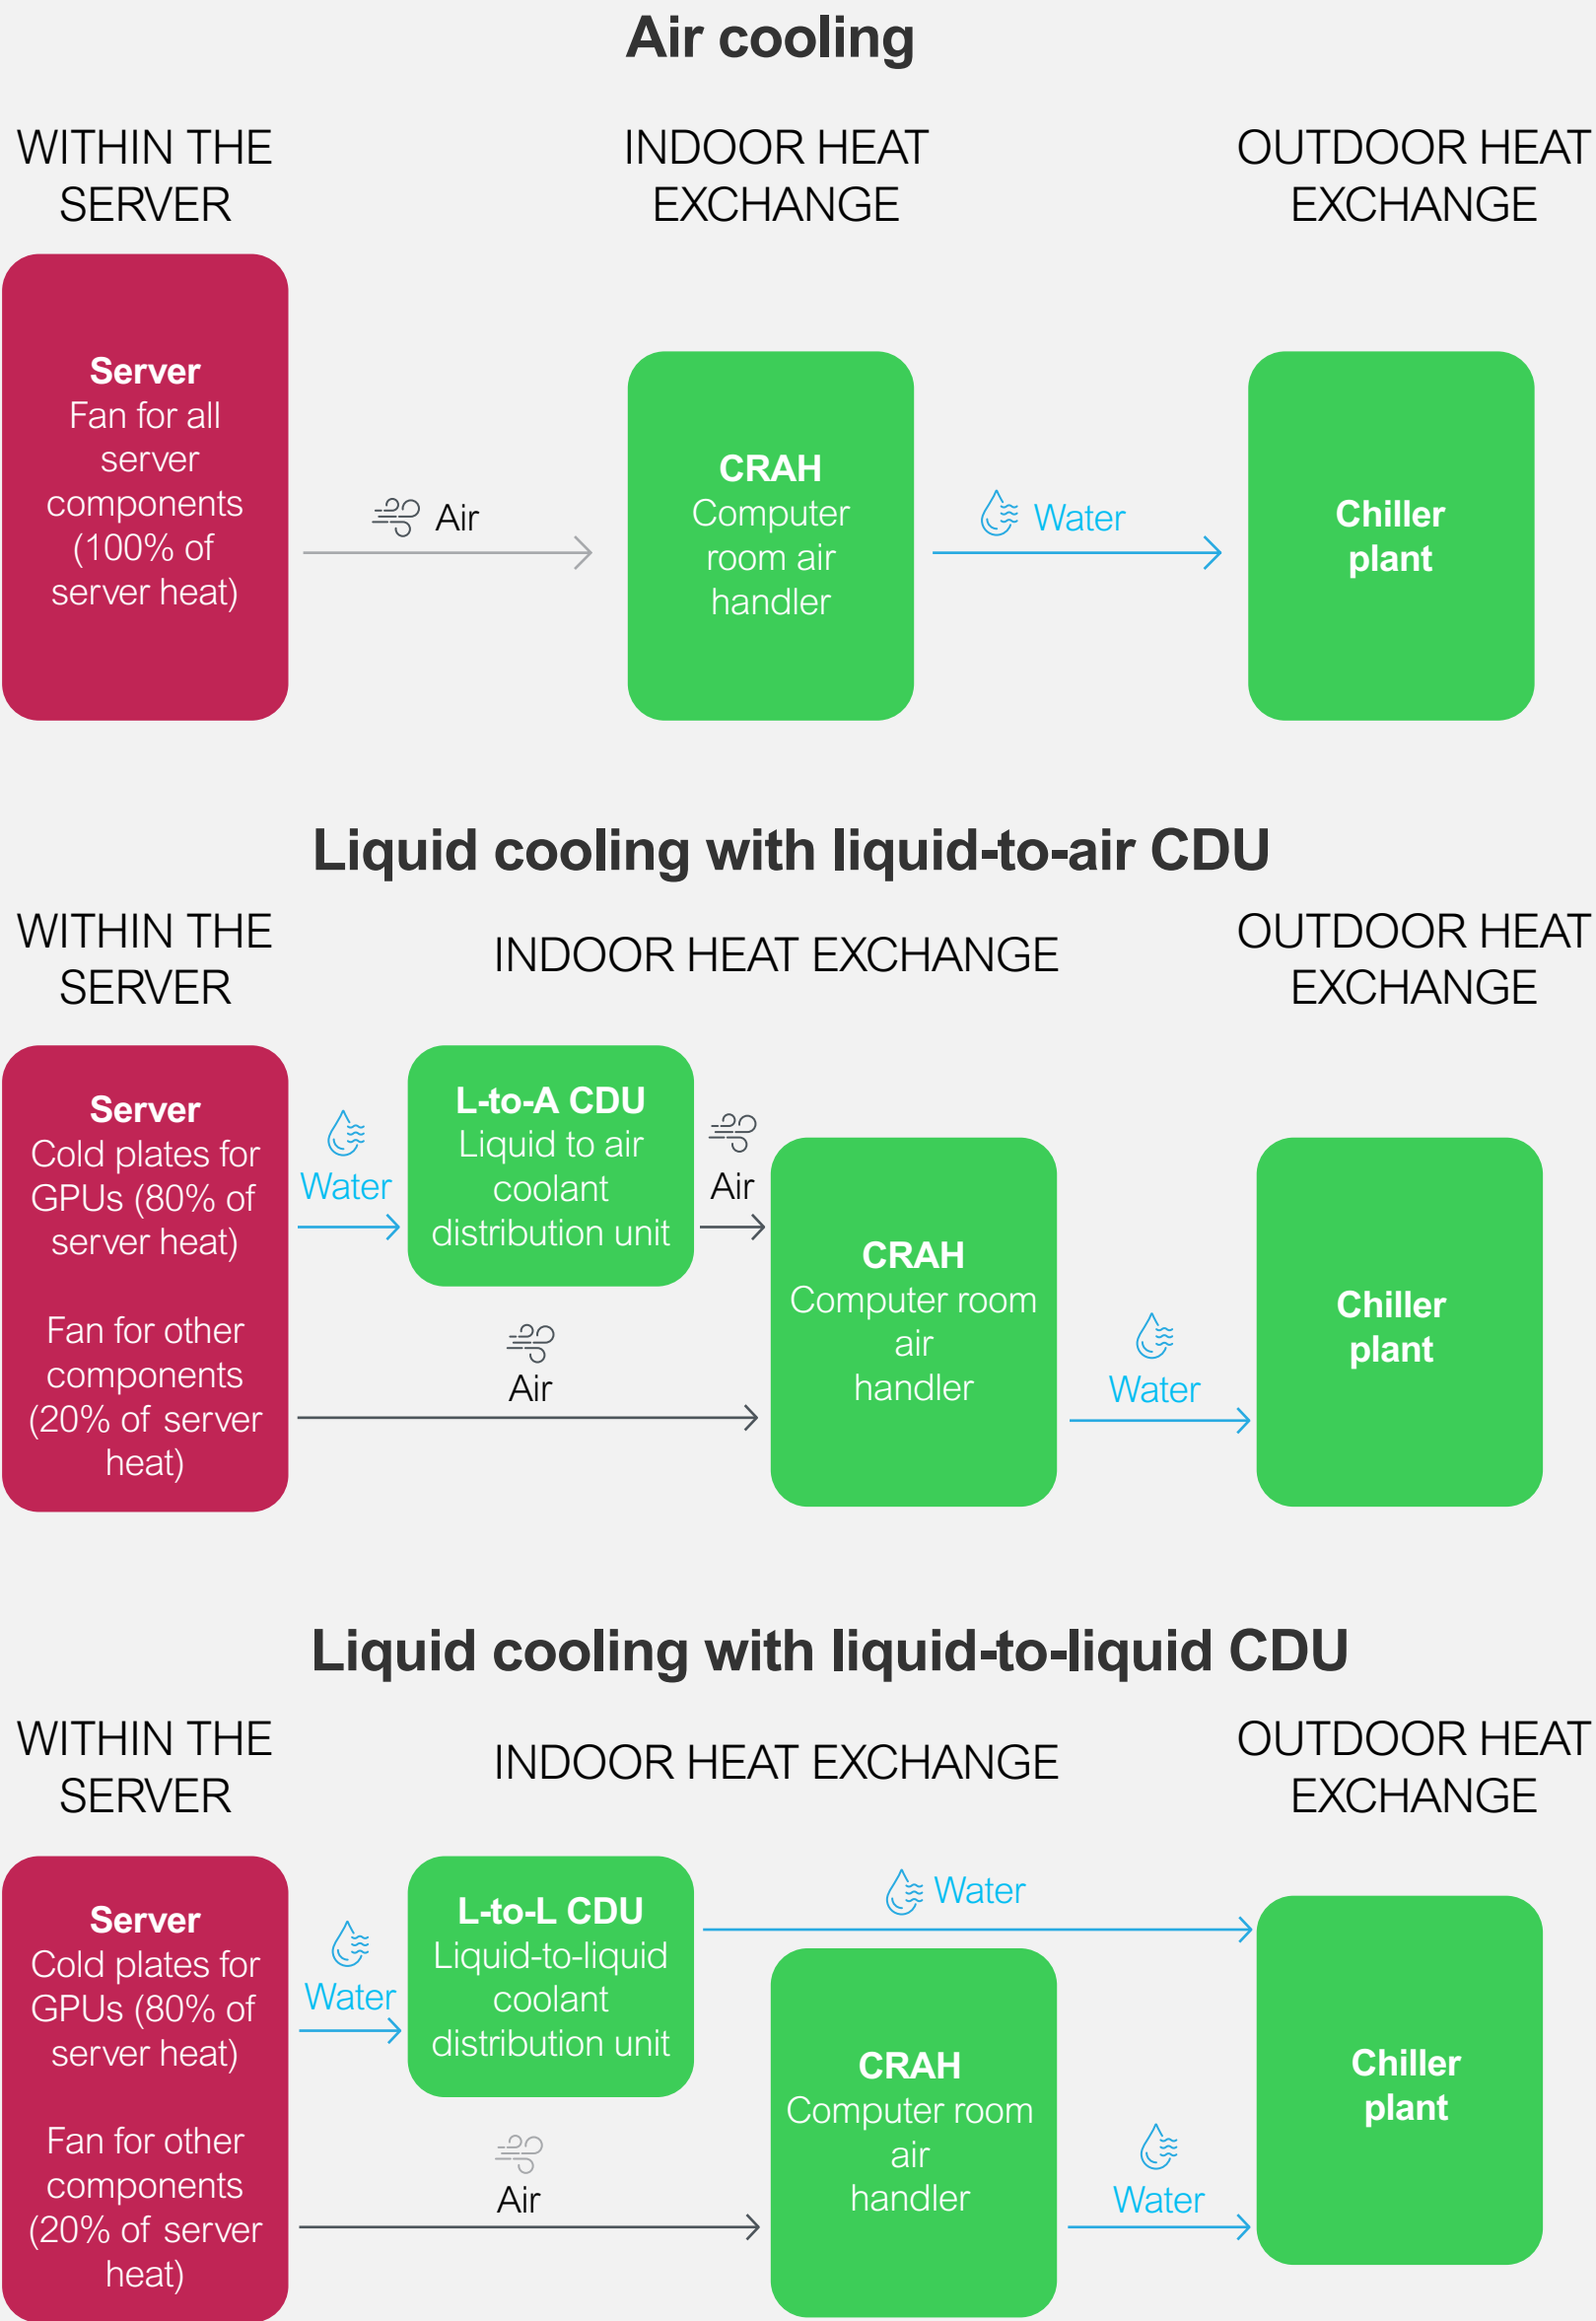 Air cooling
WITHIN THE
SERVER
INDOOR HEAT
EXCHANGE
OUTDOOR HEAT
EXCHANGE
Server
Fan for all
server
components
(100% of
server heat)
Air
CRAH
Computer
room air
handler
Water
Chiller
plant
Liquid cooling with liquid-to-air CDU
WITHIN THE
SERVER
INDOOR HEAT EXCHANGE
OUTDOOR HEAT
EXCHANGE
Server
Cold plates for
GPUs (80% of
server heat)
Fan for other
components
(20% of server
heat)
Water
L-to-A CDU
Liquid to air
coolant
distribution unit
Air
Air
CRAH
Computer room
air
handler
Water
Chiller
plant
Liquid cooling with liquid-to-liquid CDU
WITHIN THE
SERVER
INDOOR HEAT EXCHANGE
OUTDOOR HEAT
EXCHANGE
Server
Cold plates for
GPUs (80% of
server heat)
Fan for other
components
(20% of server
heat)
Water
L-to-L CDU
Liquid-to-liquid
coolant
distribution unit
Water
Air
CRAH
Computer room
air
handler
Water
Chiller
plant